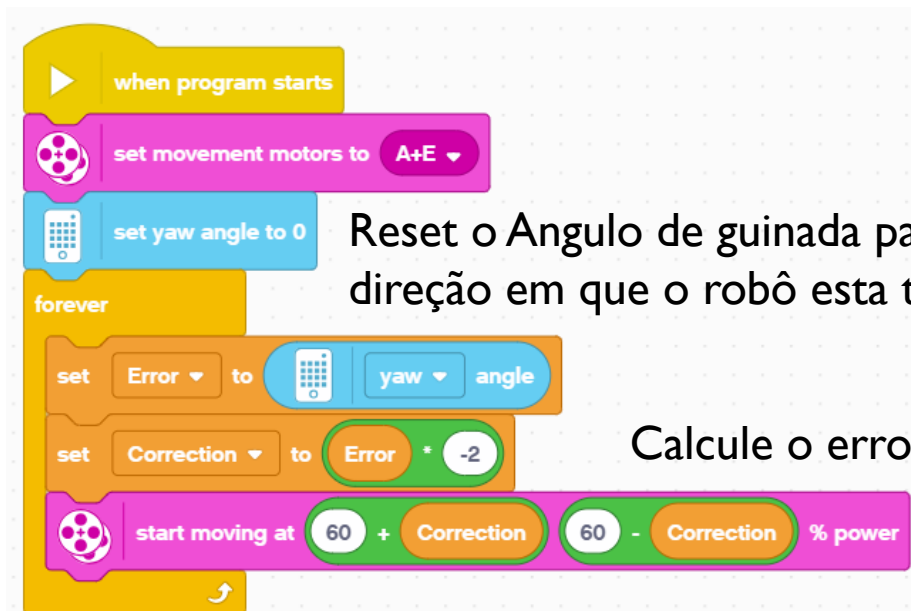 when program starts
set movement motors to A+E
set yaw angle to 0
Reset o Angulo de guinada
direção em que o robô esta
forever
set Error to yaw angle
set Correction to Error * -2
Calcule o erro
start moving at 60 + Correction 60 - Correction % power